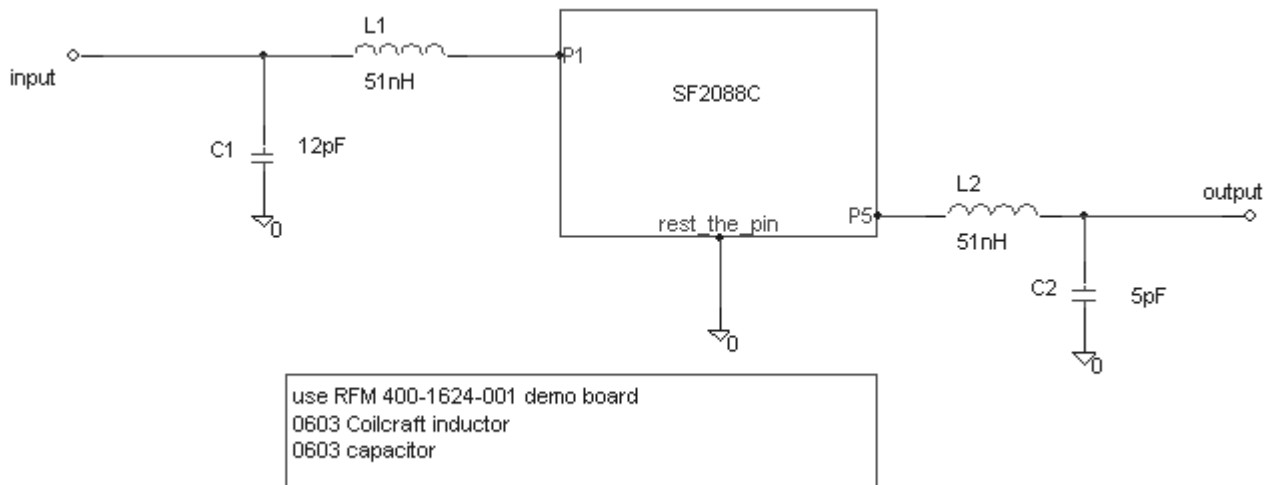 L1
input
51nH
P1
SF2088C
C1
12pF
0
rest_the_pin
P5
L2
output
51nH
C2
5pF
0
0
use RFM 400-1624-001 demo board
0603 Coilcraft inductor
0603 capacitor